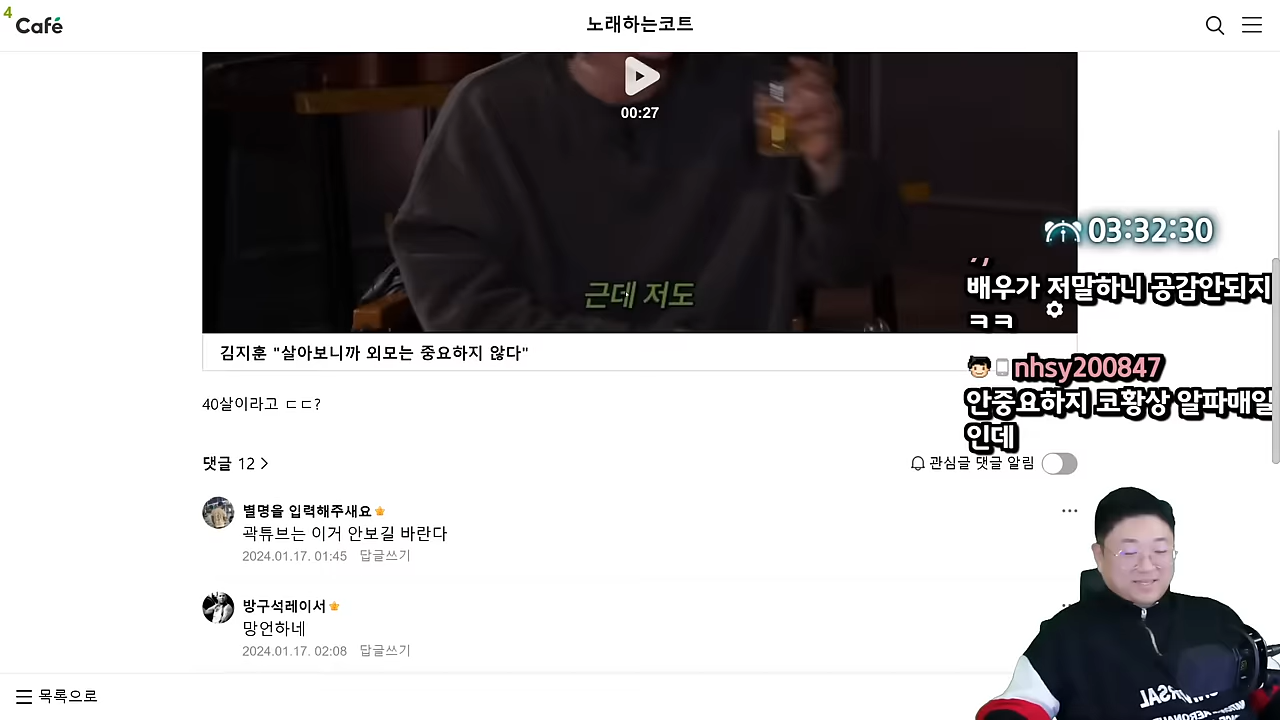 4
Café
노래하는코트
00:27
03:32:30
근데 저도
배우가 저말하니 공감안되지
ㅋㅋ
김지훈 "살아보니까 외모는 중요하지 않다"
nhsy200847
안중요하지 코황상 알파매일
인데
40살이라고 ㄷㄷ?
댓글 12 >
관심글 댓글 알림
별명을 입력해주새요
곽튜브는 이거 안보길 바란다
2024.01.17. 01:45 답글쓰기
방구석레이서
망언하네
2024.01.17. 02:08 답글쓰기
목록으로